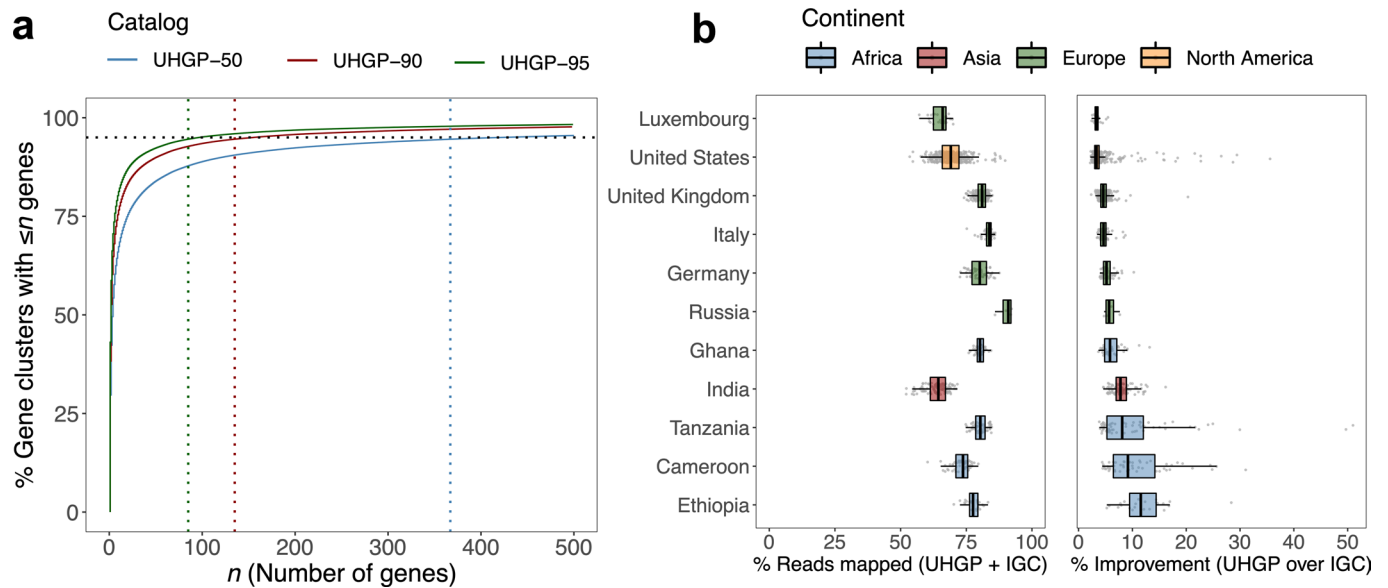 a
Catalog
UHGP−50
UHGP−90
UHGP−95
% Gene clusters with ≤n genes
100
75
50
25
0
0
100
200
300
400
500
n (Number of genes)
b
Continent
Africa
Asia
Europe
North America
Luxembourg
United States
United Kingdom
Italy
Germany
Russia
Ghana
India
Tanzania
Cameroon
Ethiopia
0
25
50
75
100
% Reads mapped (UHGP + IGC)
0
10
20
30
40
50
% Improvement (UHGP over IGC)